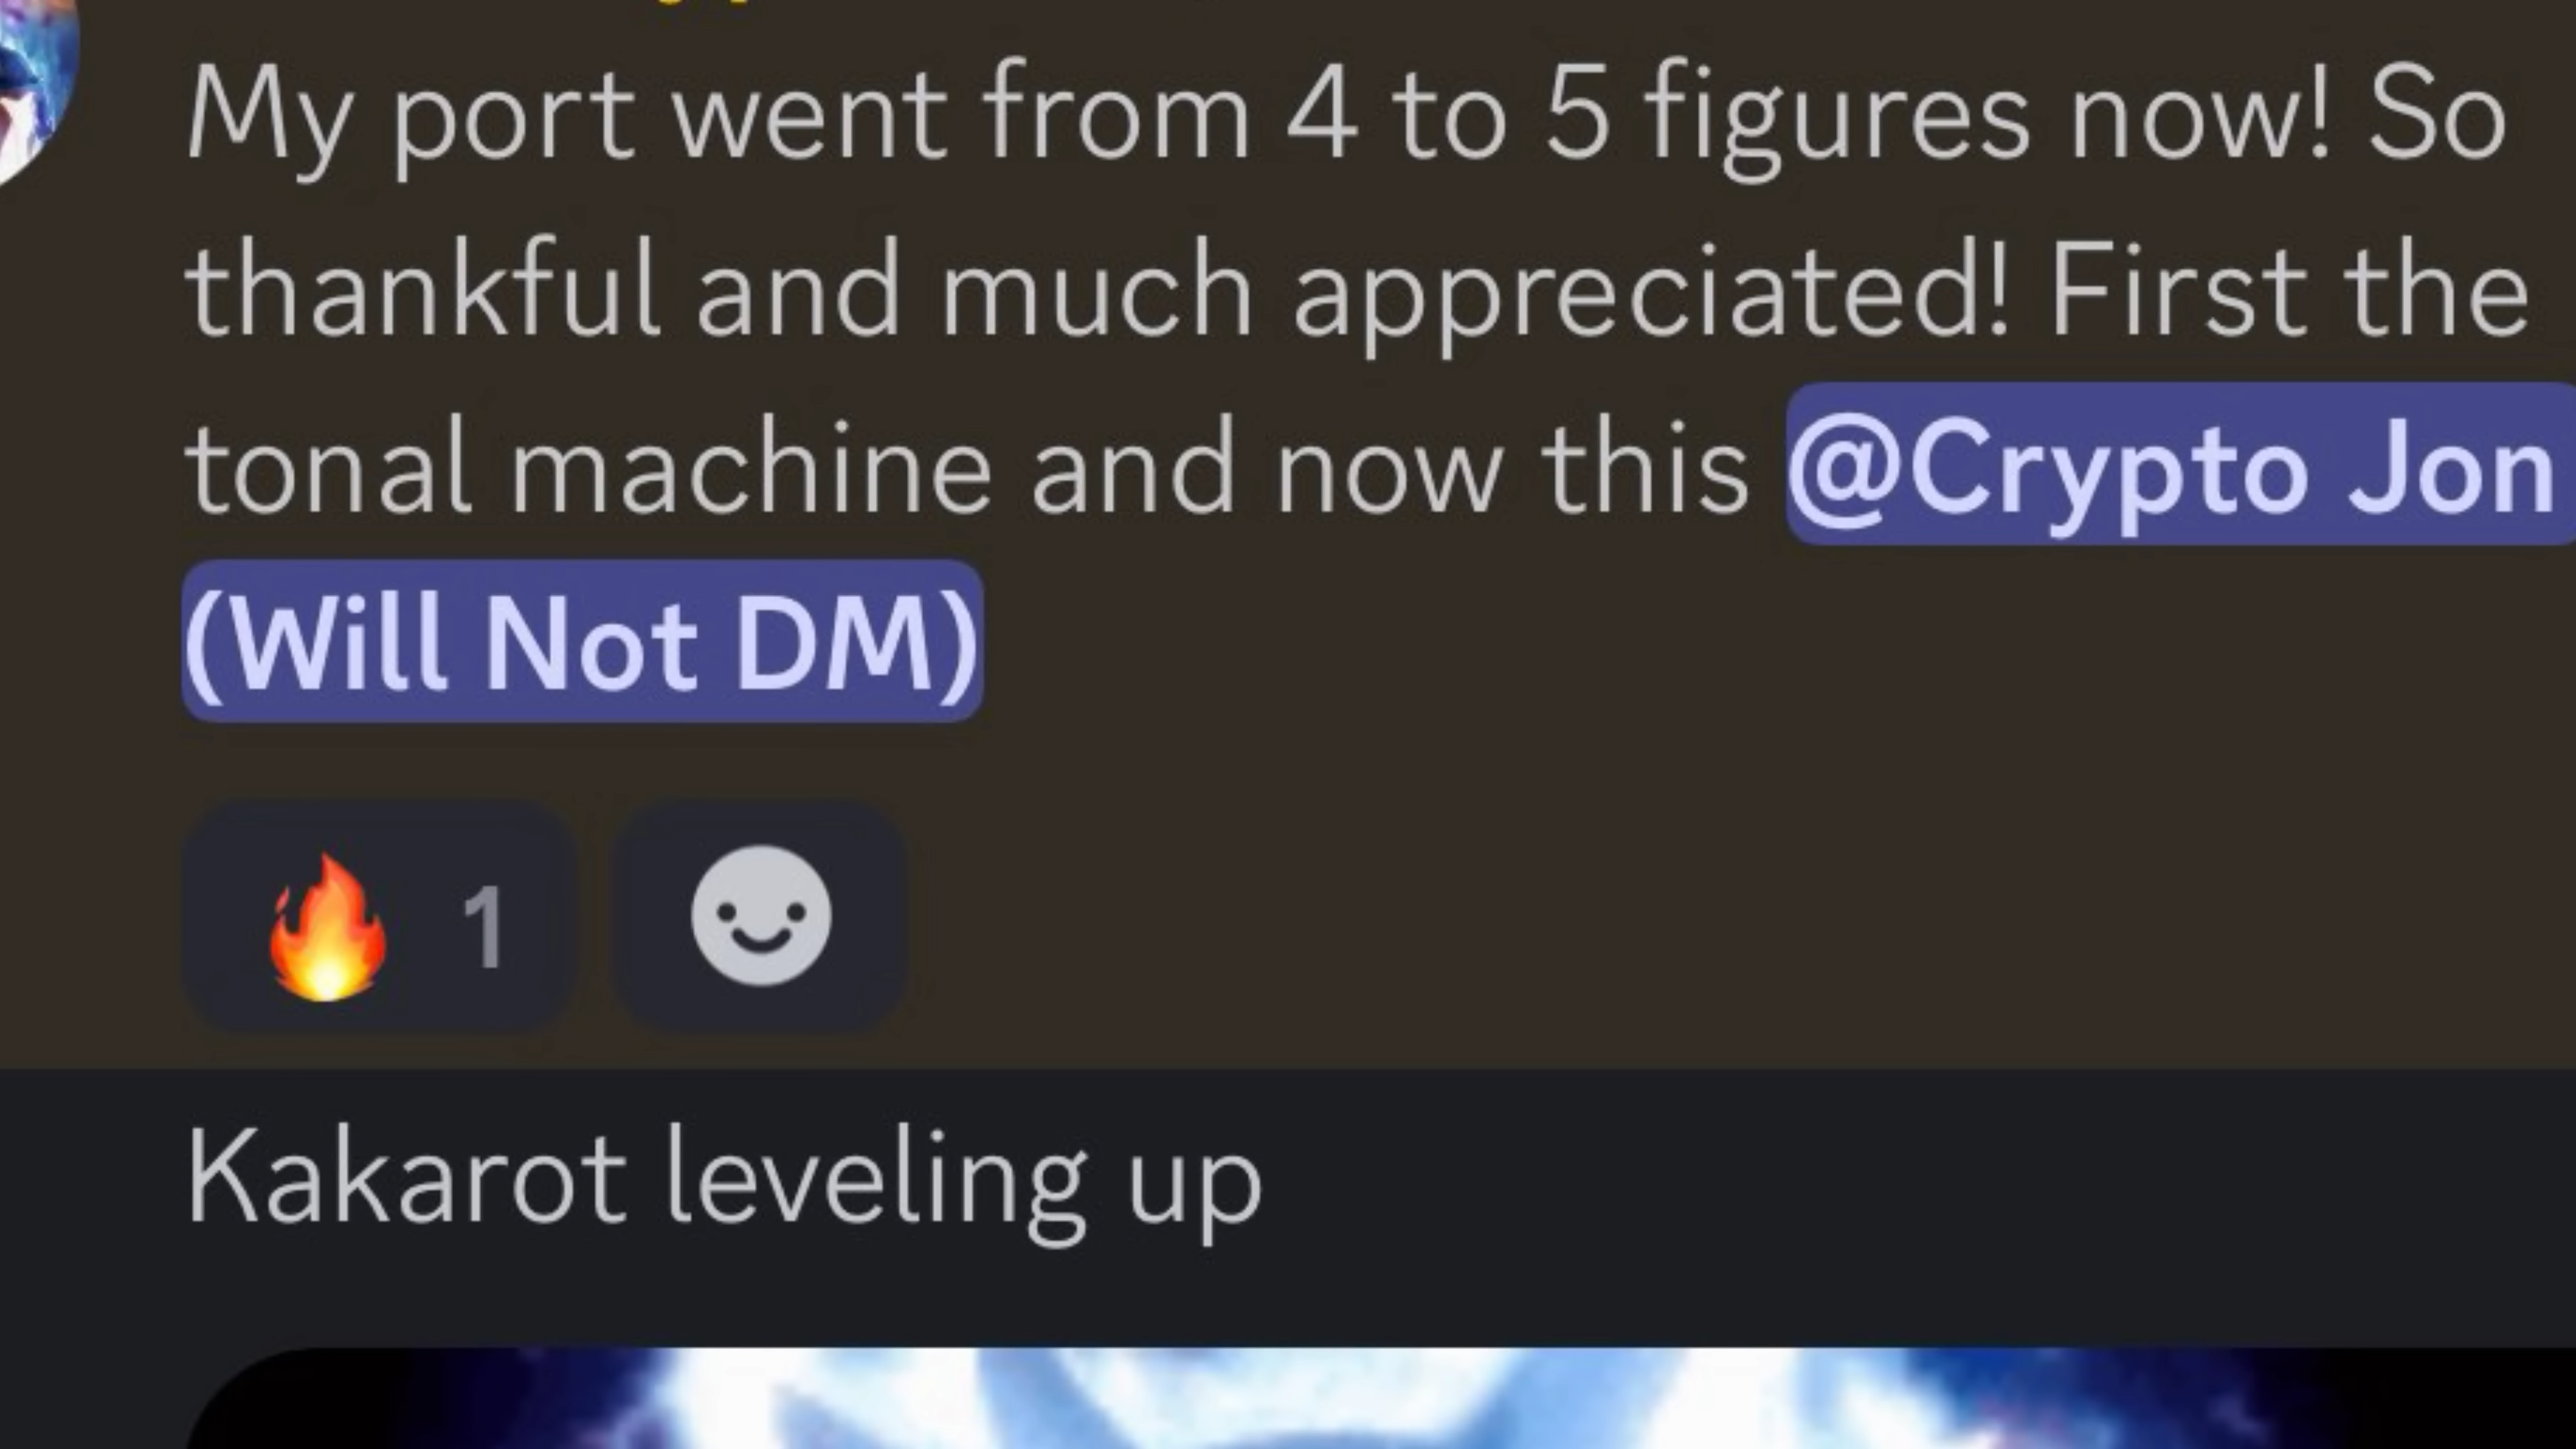 My port went from 4 to 5 figures now! So
thankful and much appreciated! First the
tonal machine and now this @Crypto Jon
(Will Not DM)
🔥 1
Kakarot leveling up